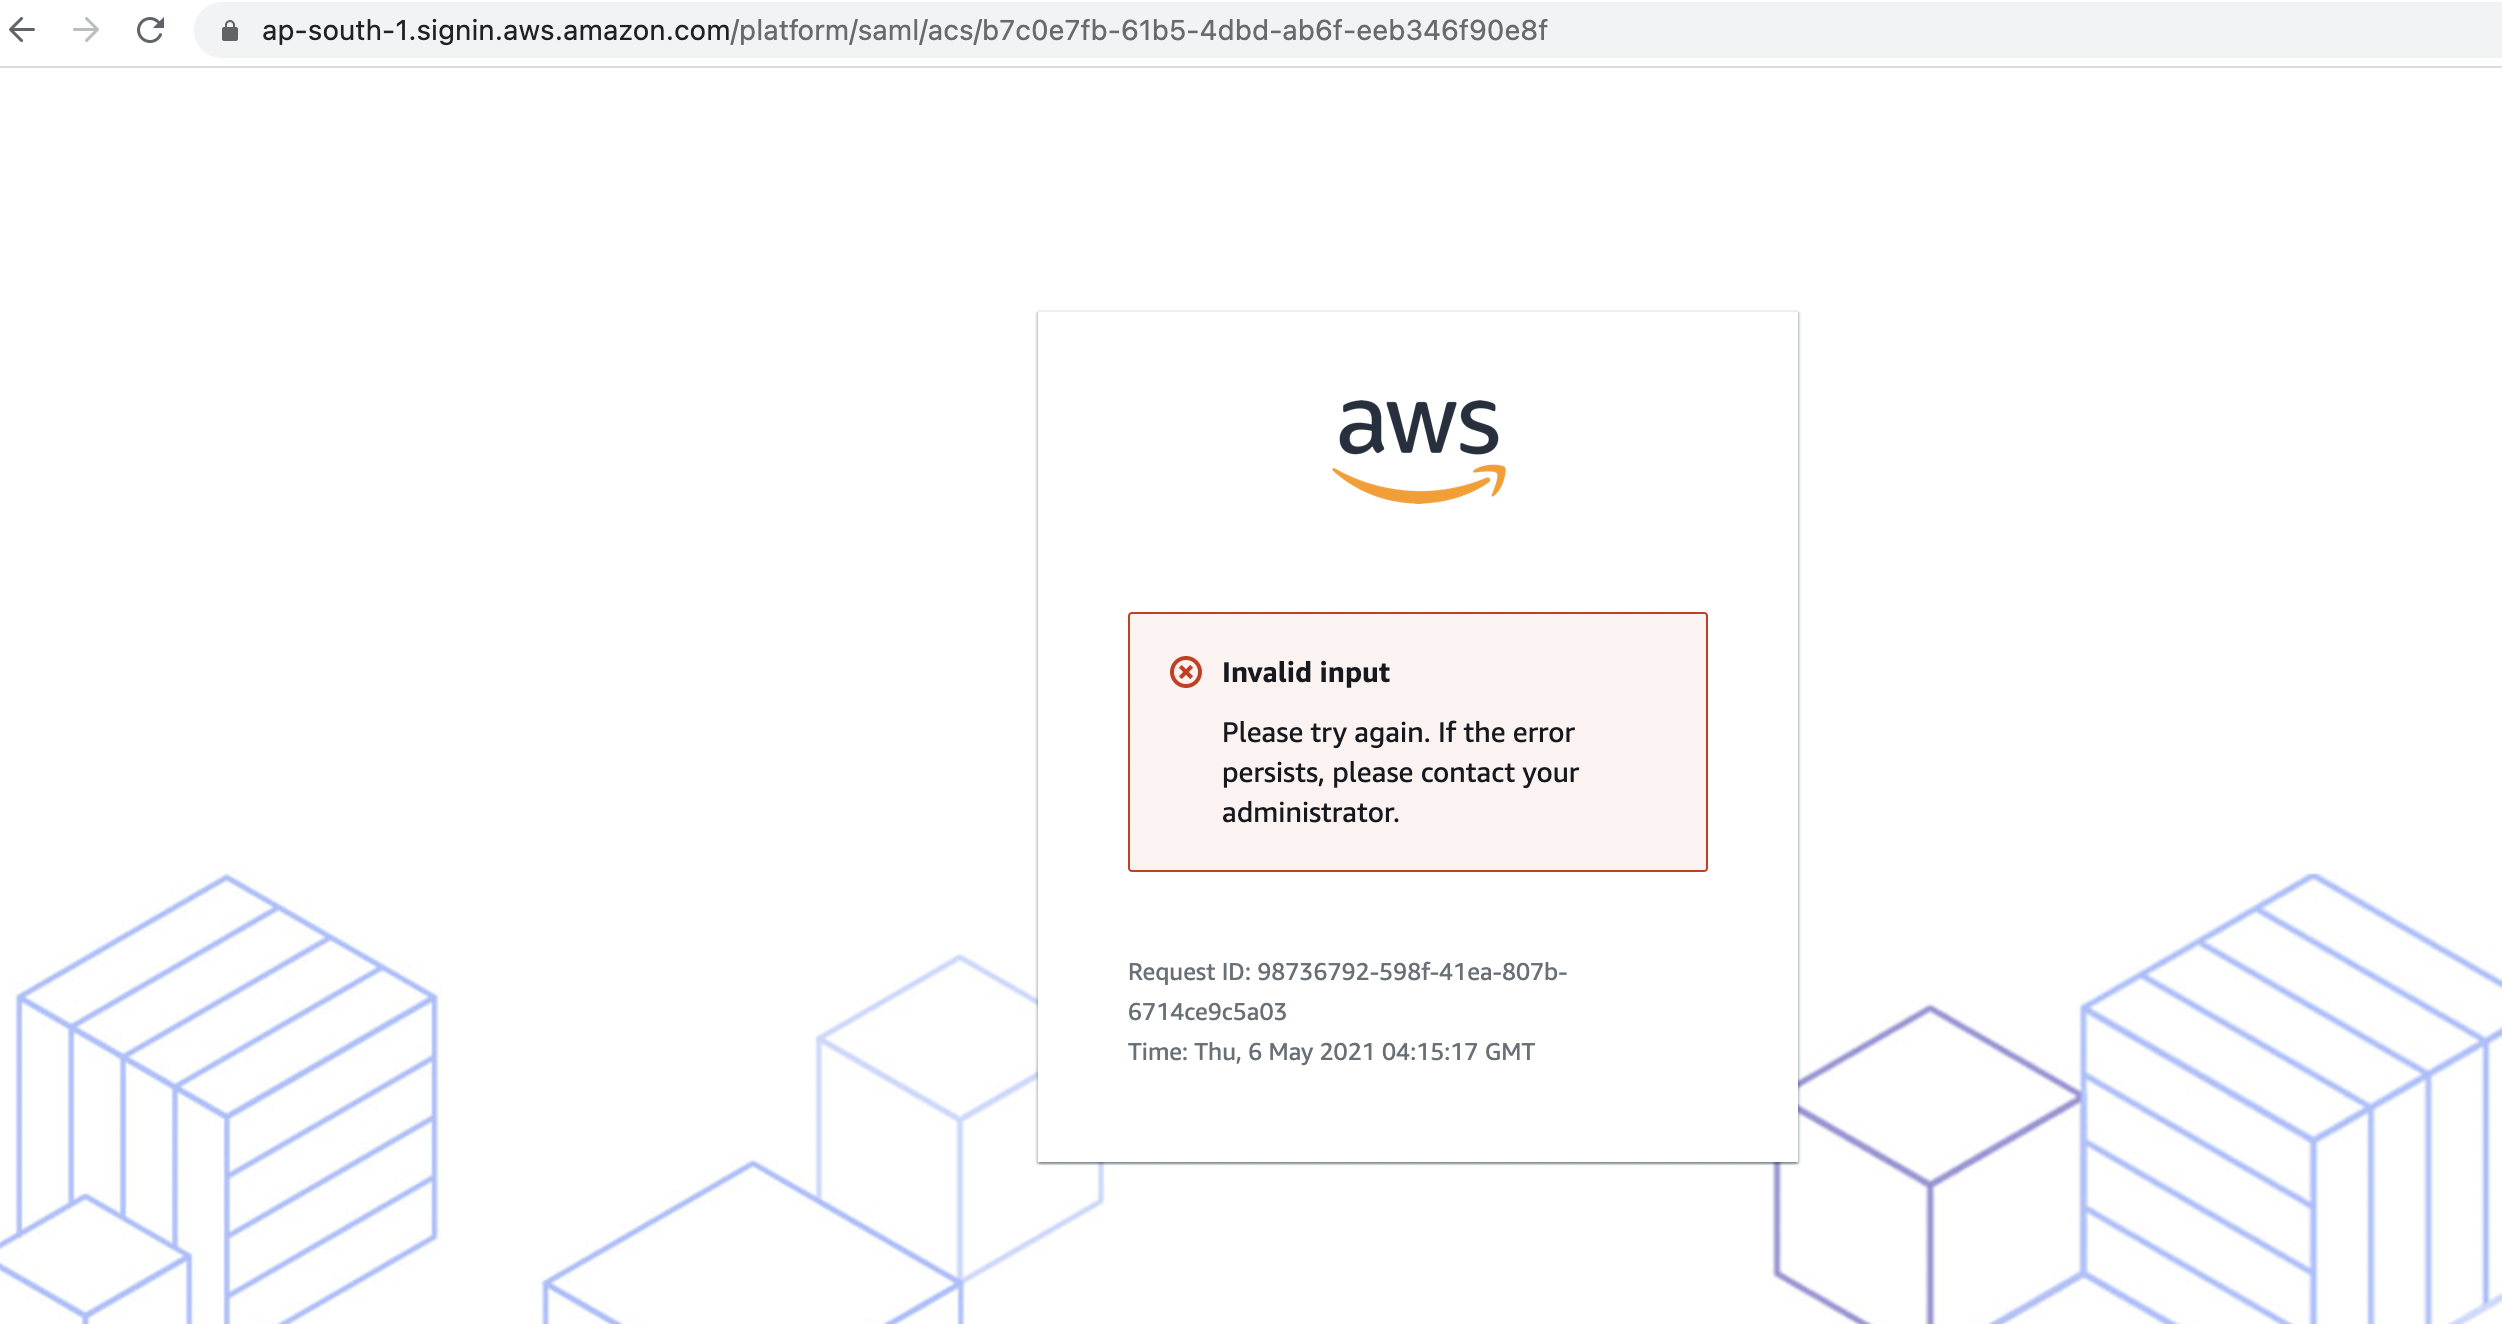 ap-south-1.signin.aws.amazon.com/platform/saml/acs/b7c0e7fb-61b5-4dbd-ab6f-eeb346f90e8f
aws
Invalid input
Please try again. If the error
persists, please contact your
administrator.
Request ID: 98736792-598f-41ea-807b-
6714ce9c5a03
Time: Thu, 6 May 2021 04:15:17 GMT